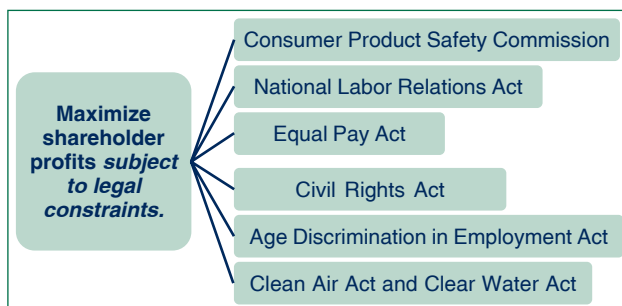 Maximize
shareholder
profits subject
to legal
constraints.
Consumer Product Safety Commission
National Labor Relations Act
Equal Pay Act
Civil Rights Act
Age Discrimination in Employment Act
Clean Air Act and Clear Water Act